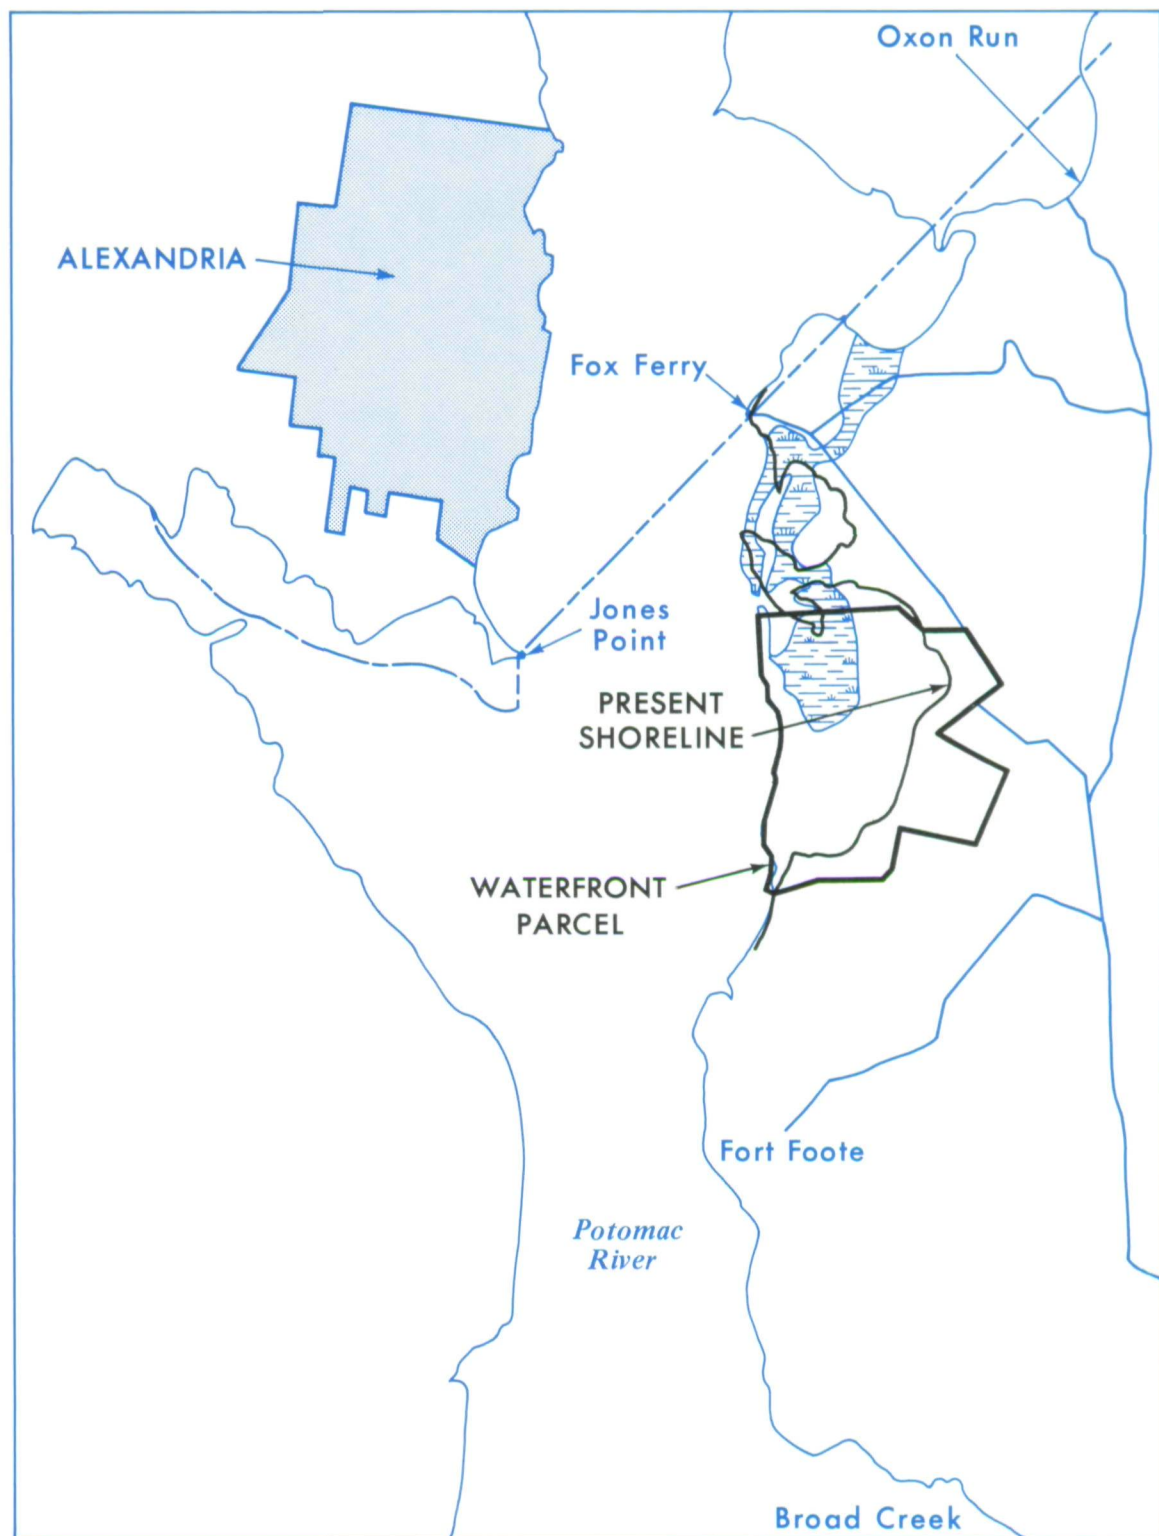 Oxon Run
ALEXANDRIA
Fox Ferry
Jones
Point
PRESENT
SHORELINE
WATERFRONT
PARCEL
Fort Foote
Potomac
River
Broad Creek